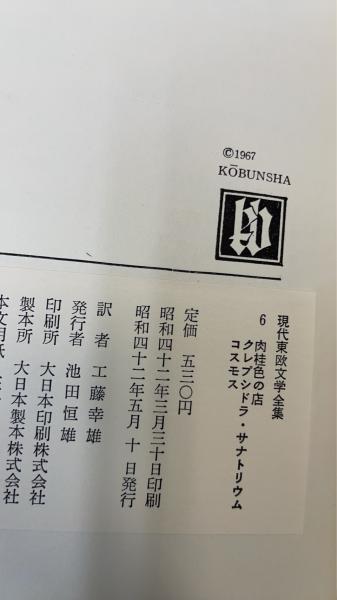 ©1967
KŌBUNSHA
現代東欧文学全集
6 肉桂色の店
クレプシドラ・サナトリウム
コスモス
定価 五三〇円
昭和四十二年三月三十日印刷
昭和四十二年五月 十 日発行
訳者 工藤幸雄
発行者 池田恒雄
印刷所 大日本印刷株式会社
製本所 大日本製本株式会社
本文用紙